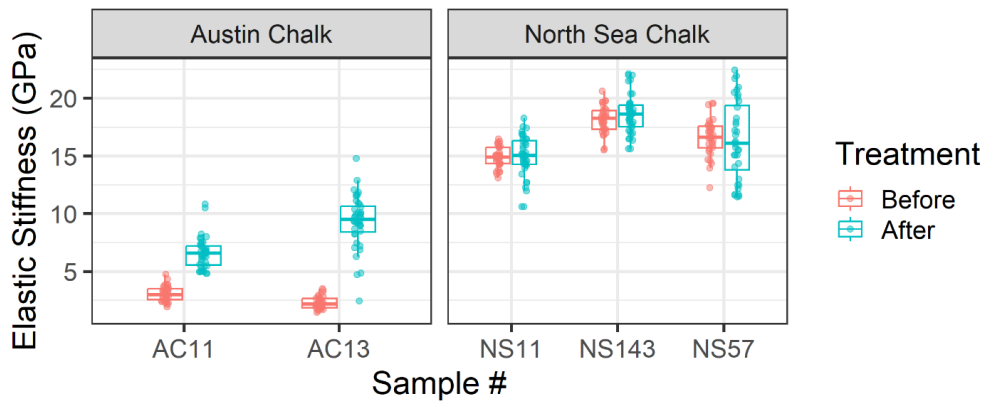 Austin Chalk North Sea Chalk
Elastic Stiffness (GPa)
20
15
10
5
AC11 AC13 NS11 NS143 NS57
Sample #
Treatment
Before
After